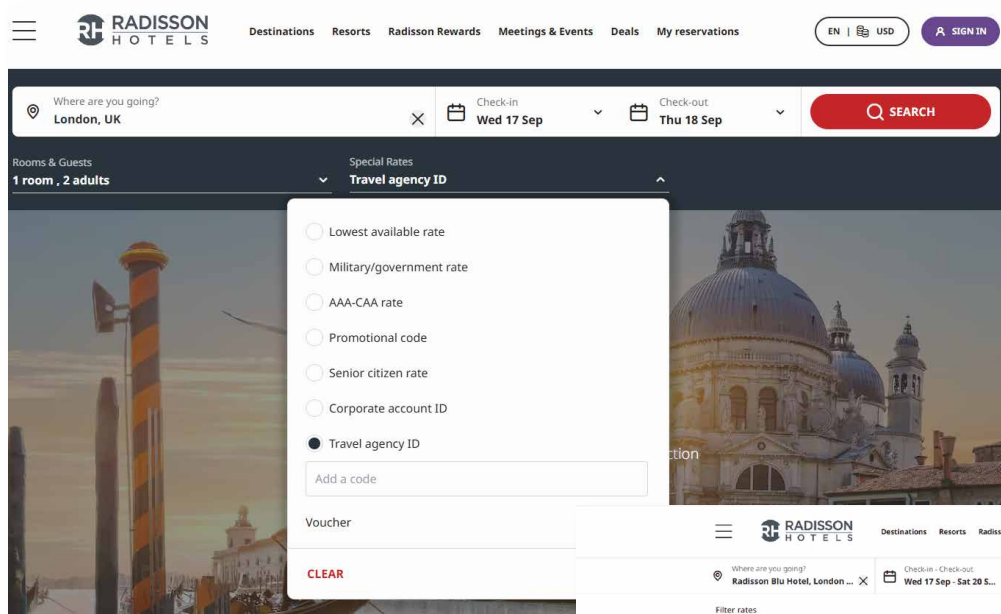 RH RADISSON
HOTELS
Destinations Resorts Radisson Rewards Meetings & Events Deals My reservations
EN | USD
SIGN IN
Where are you going?
London, UK
Check-in
Wed 17 Sep
Check-out
Thu 18 Sep
SEARCH
Rooms & Guests
1 room , 2 adults
Special Rates
Travel agency ID
Lowest available rate
Military/government rate
AAA-CAA rate
Promotional code
Senior citizen rate
Corporate account ID
Travel agency ID
Add a code
Voucher
CLEAR
ction
RH RADISSON
HOTELS
Destinations Resorts Radiss
Where are you going?
Radisson Blu Hotel, London ...
Check-in - Check-out
Wed 17 Sep - Sat 20 S...
Filter rates